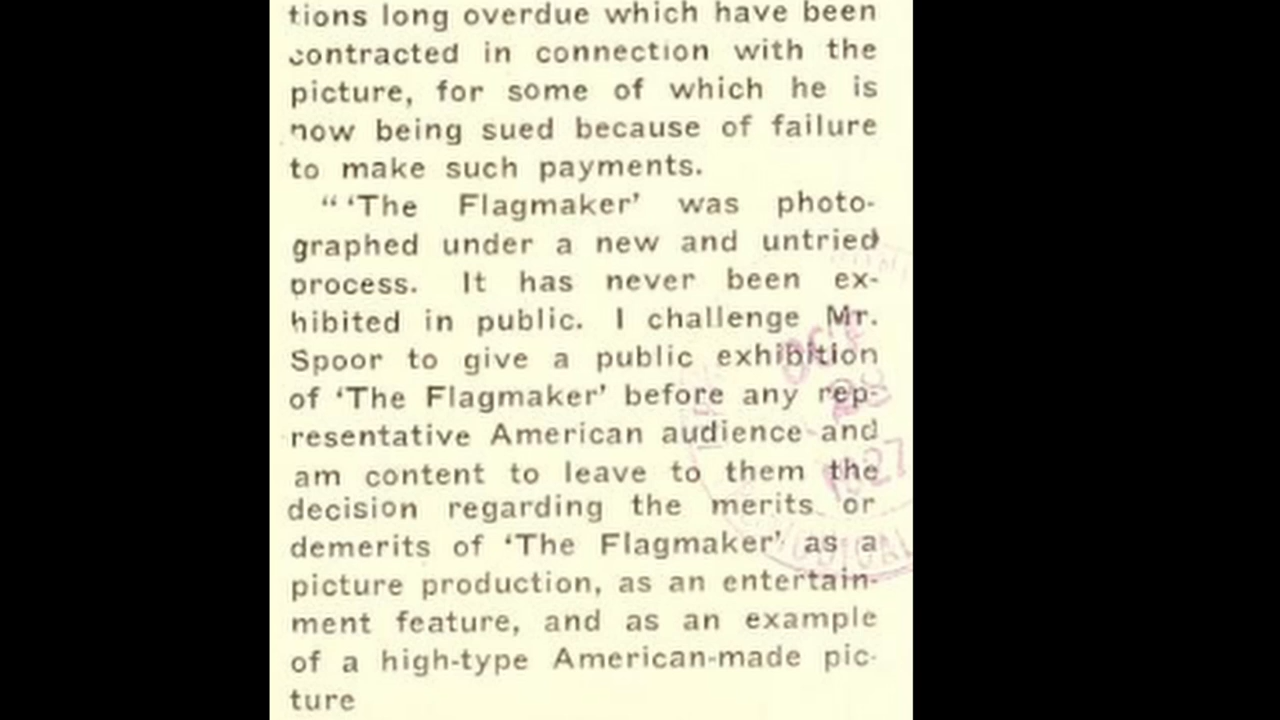 tions long overdue which have been
contracted in connection with the
picture, for some of which he is
now being sued because of failure
to make such payments.
“ ‘The Flagmaker’ was photo-
graphed under a new and untried
process. It has never been ex-
hibited in public. I challenge Mr.
Spoor to give a public exhibition
of ‘The Flagmaker’ before any rep-
resentative American audience and
am content to leave to them the
decision regarding the merits or
demerits of ‘The Flagmaker’ as a
picture production, as an entertain-
ment feature, and as an example
of a high-type American-made pic-
ture
1927